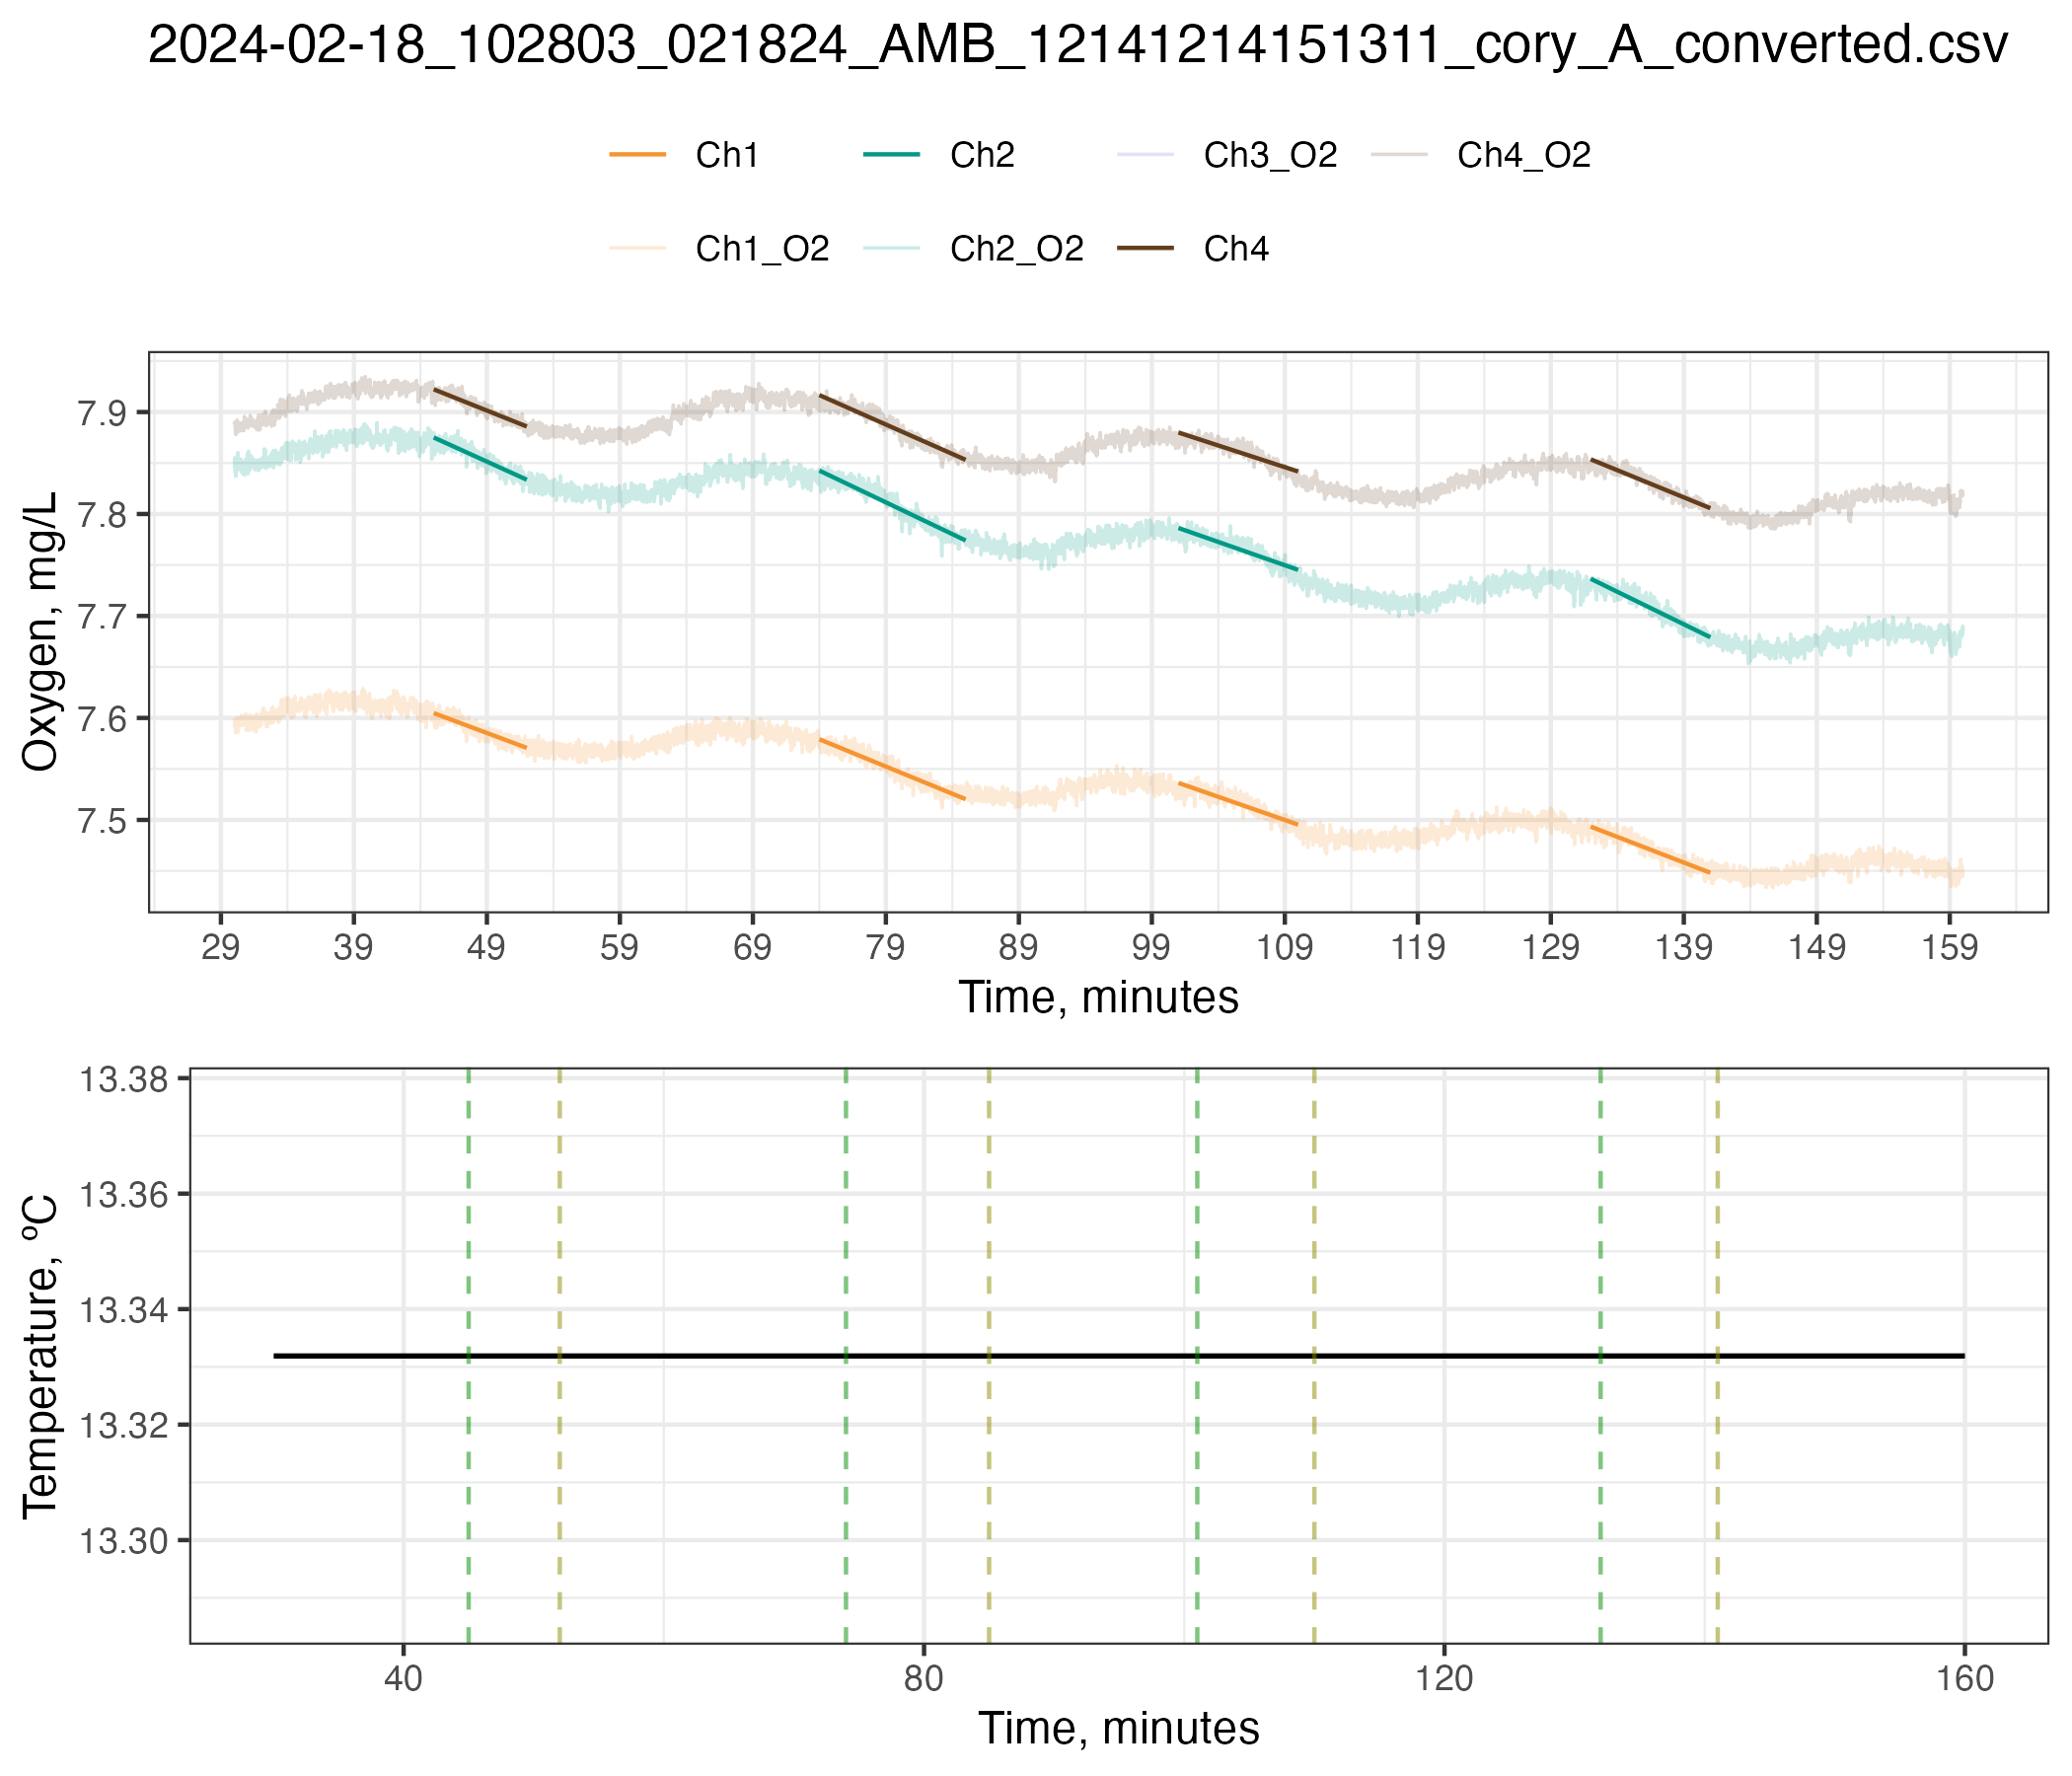 2024-02-18_102803_021824_AMB_12141214151311_cory_A_converted.csv
Ch1 Ch2 Ch3_O2 Ch4_O2
Ch1_O2 Ch2_O2 Ch4
Oxygen, mg/L
7.9
7.8
7.7
7.6
7.5
29 39 49 59 69 79 89 99 109 119 129 139 149 159
Time, minutes
Temperature, ºC
13.38
13.36
13.34
13.32
13.30
40 80 120 160
Time, minutes